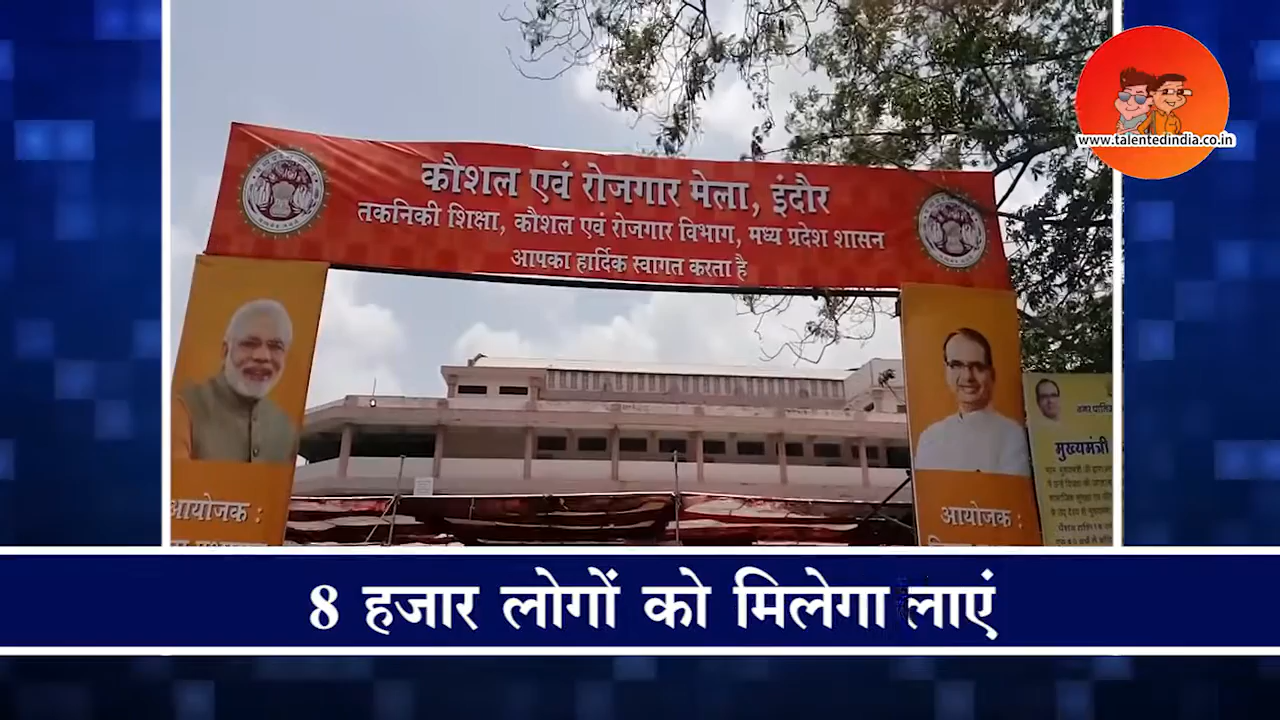 www.talentedindia.co.in
कौशल एवं रोजगार मेला, इंदौर
तकनिकी शिक्षा, कौशल एवं रोजगार विभाग, मध्य प्रदेश शासन
आपका हार्दिक स्वागत करता है
मुख्यमंत्री
आयोजक :
आयोजक :
8 हजार लोगों को मिलेगा लाएं